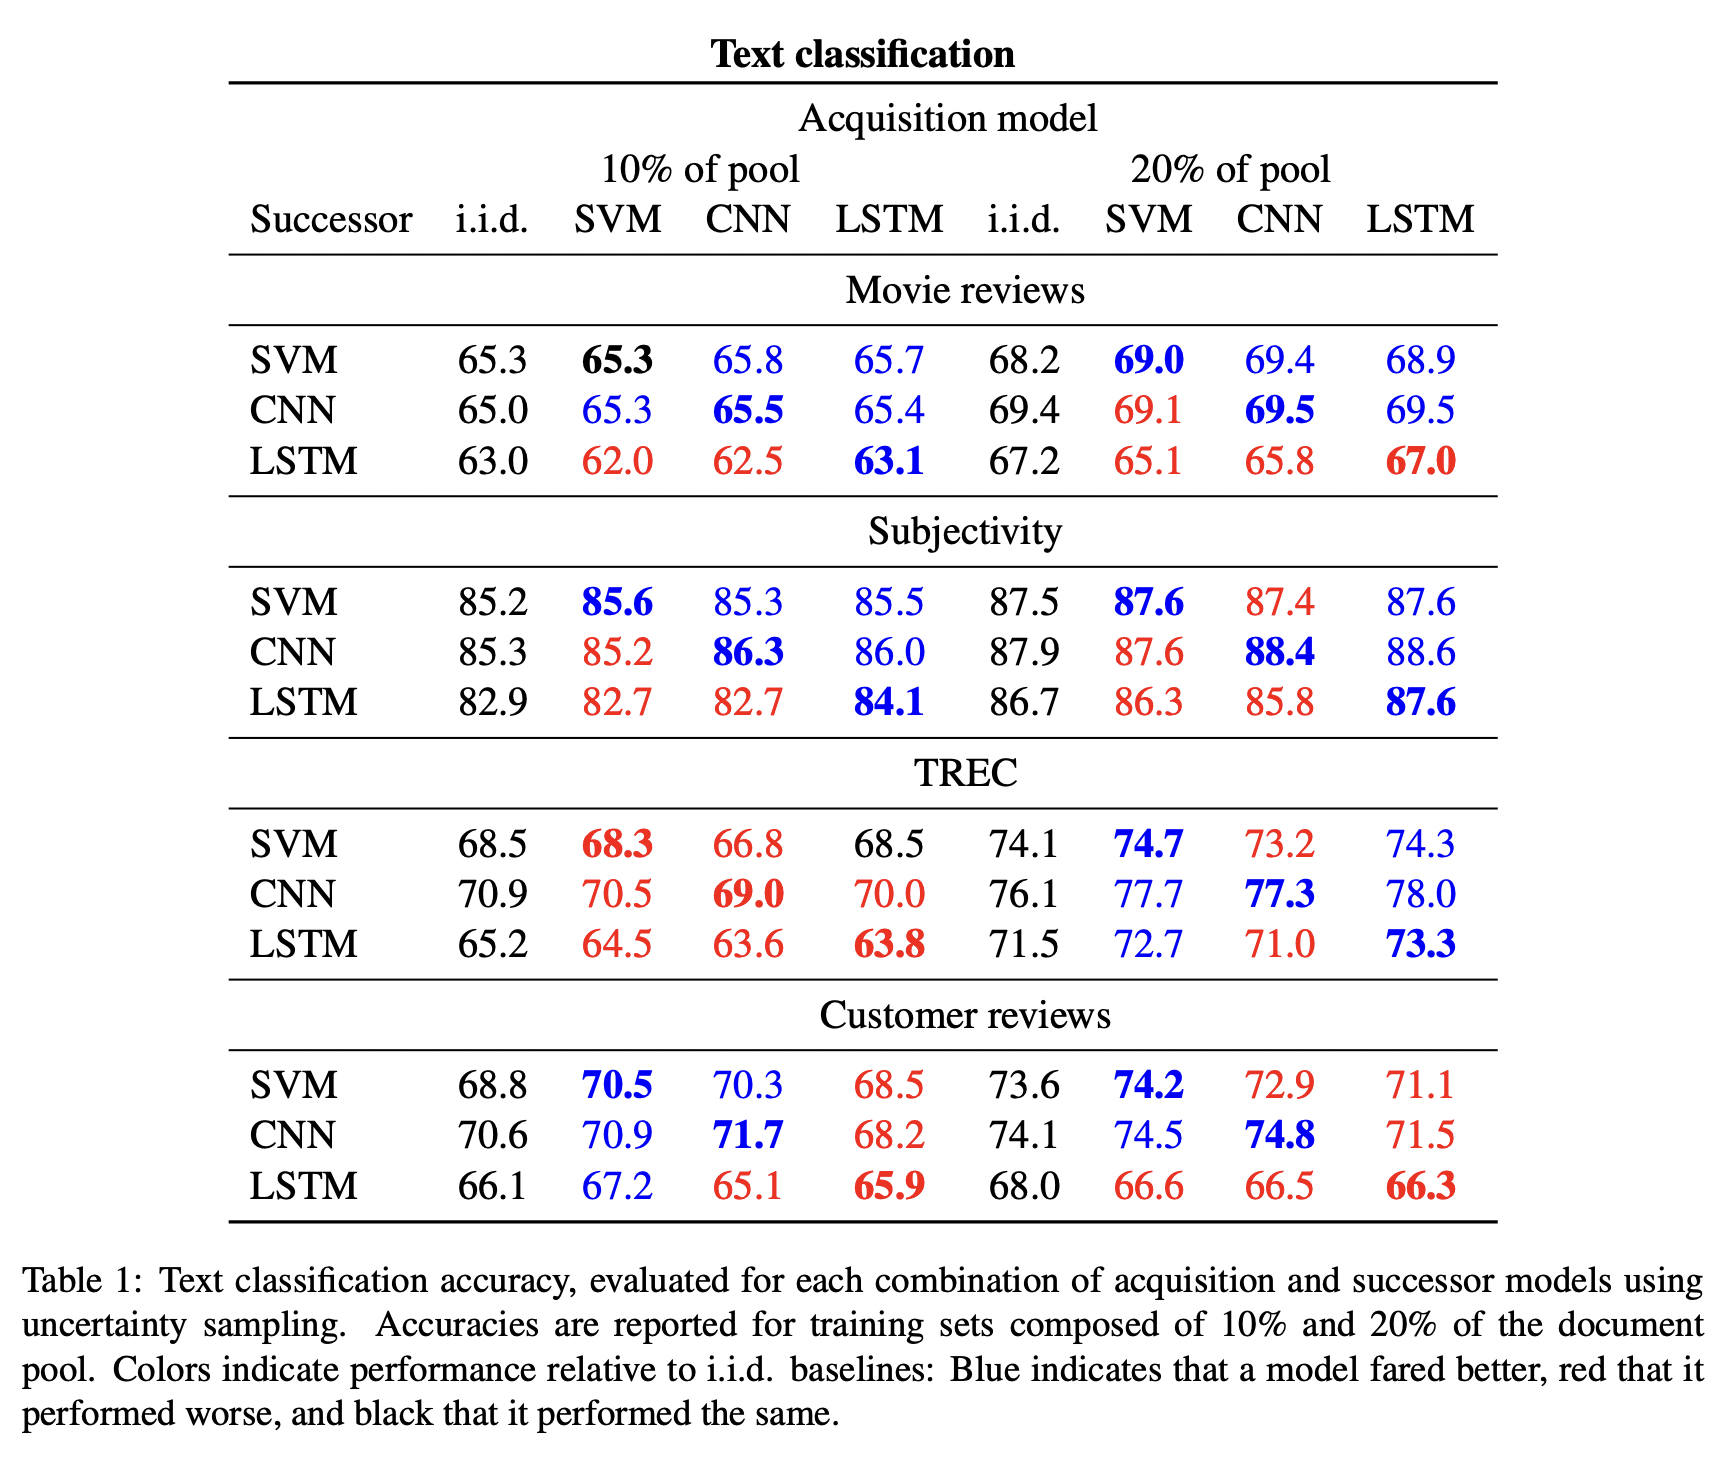 Text classification
Acquisition model
10% of pool 20% of pool
Successor i.i.d. SVM CNN LSTM i.i.d. SVM CNN LSTM
Movie reviews
SVM 65.3 65.3 65.8 65.7 68.2 69.0 69.4 68.9
CNN 65.0 65.3 65.5 65.4 69.4 69.1 69.5 69.5
LSTM 63.0 62.0 62.5 63.1 67.2 65.1 65.8 67.0
Subjectivity
SVM 85.2 85.6 85.3 85.5 87.5 87.6 87.4 87.6
CNN 85.3 85.2 86.3 86.0 87.9 87.6 88.4 88.6
LSTM 82.9 82.7 82.7 84.1 86.7 86.3 85.8 87.6
TREC
SVM 68.5 68.3 66.8 68.5 74.1 74.7 73.2 74.3
CNN 70.9 70.5 69.0 70.0 76.1 77.7 77.3 78.0
LSTM 65.2 64.5 63.6 63.8 71.5 72.7 71.0 73.3
Customer reviews
SVM 68.8 70.5 70.3 68.5 73.6 74.2 72.9 71.1
CNN 70.6 70.9 71.7 68.2 74.1 74.5 74.8 71.5
LSTM 66.1 67.2 65.1 65.9 68.0 66.6 66.5 66.3
Table 1: Text classification accuracy, evaluated for each combination of acquisition and successor models using
uncertainty sampling. Accuracies are reported for training sets composed of 10% and 20% of the document
pool. Colors indicate performance relative to i.i.d. baselines: Blue indicates that a model fared better, red that it
performed worse, and black that it performed the same.